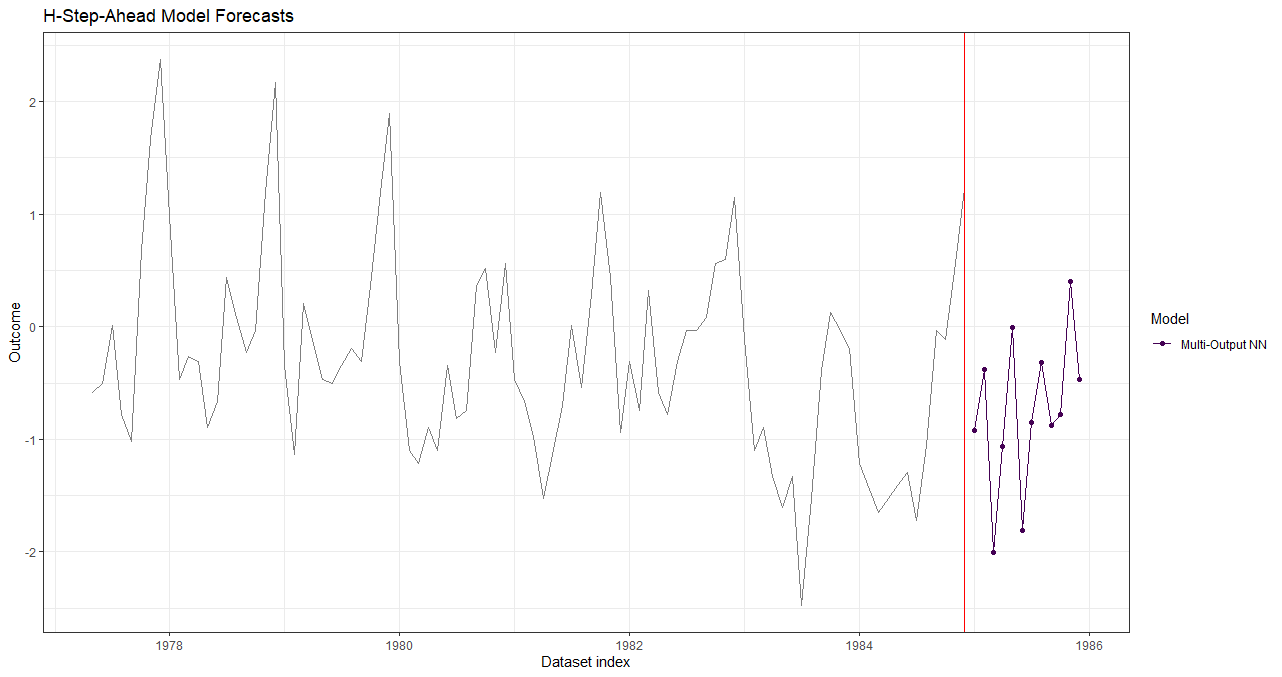 H-Step-Ahead Model Forecasts
2
1
0
-1
-2
Outcome
1978
1980
1982
1984
1986
Dataset index
Model
Multi-Output NN